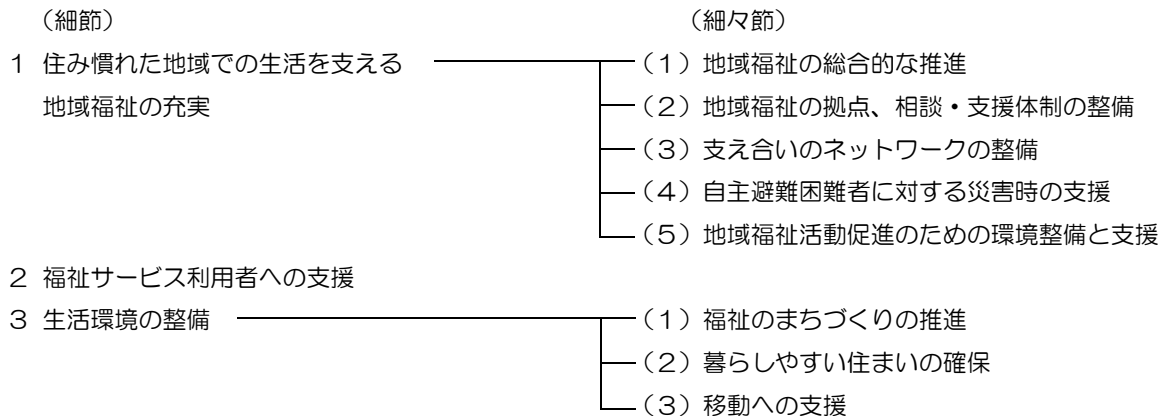 （細節） （細々節）
１ 住み慣れた地域での生活を支える （１）地域福祉の総合的な推進
地域福祉の充実 （２）地域福祉の拠点、相談・支援体制の整備
（３）支え合いのネットワークの整備
（４）自主避難困難者に対する災害時の支援
（５）地域福祉活動促進のための環境整備と支援
２ 福祉サービス利用者への支援
３ 生活環境の整備 （１）福祉のまちづくりの推進
（２）暮らしやすい住まいの確保
（３）移動への支援